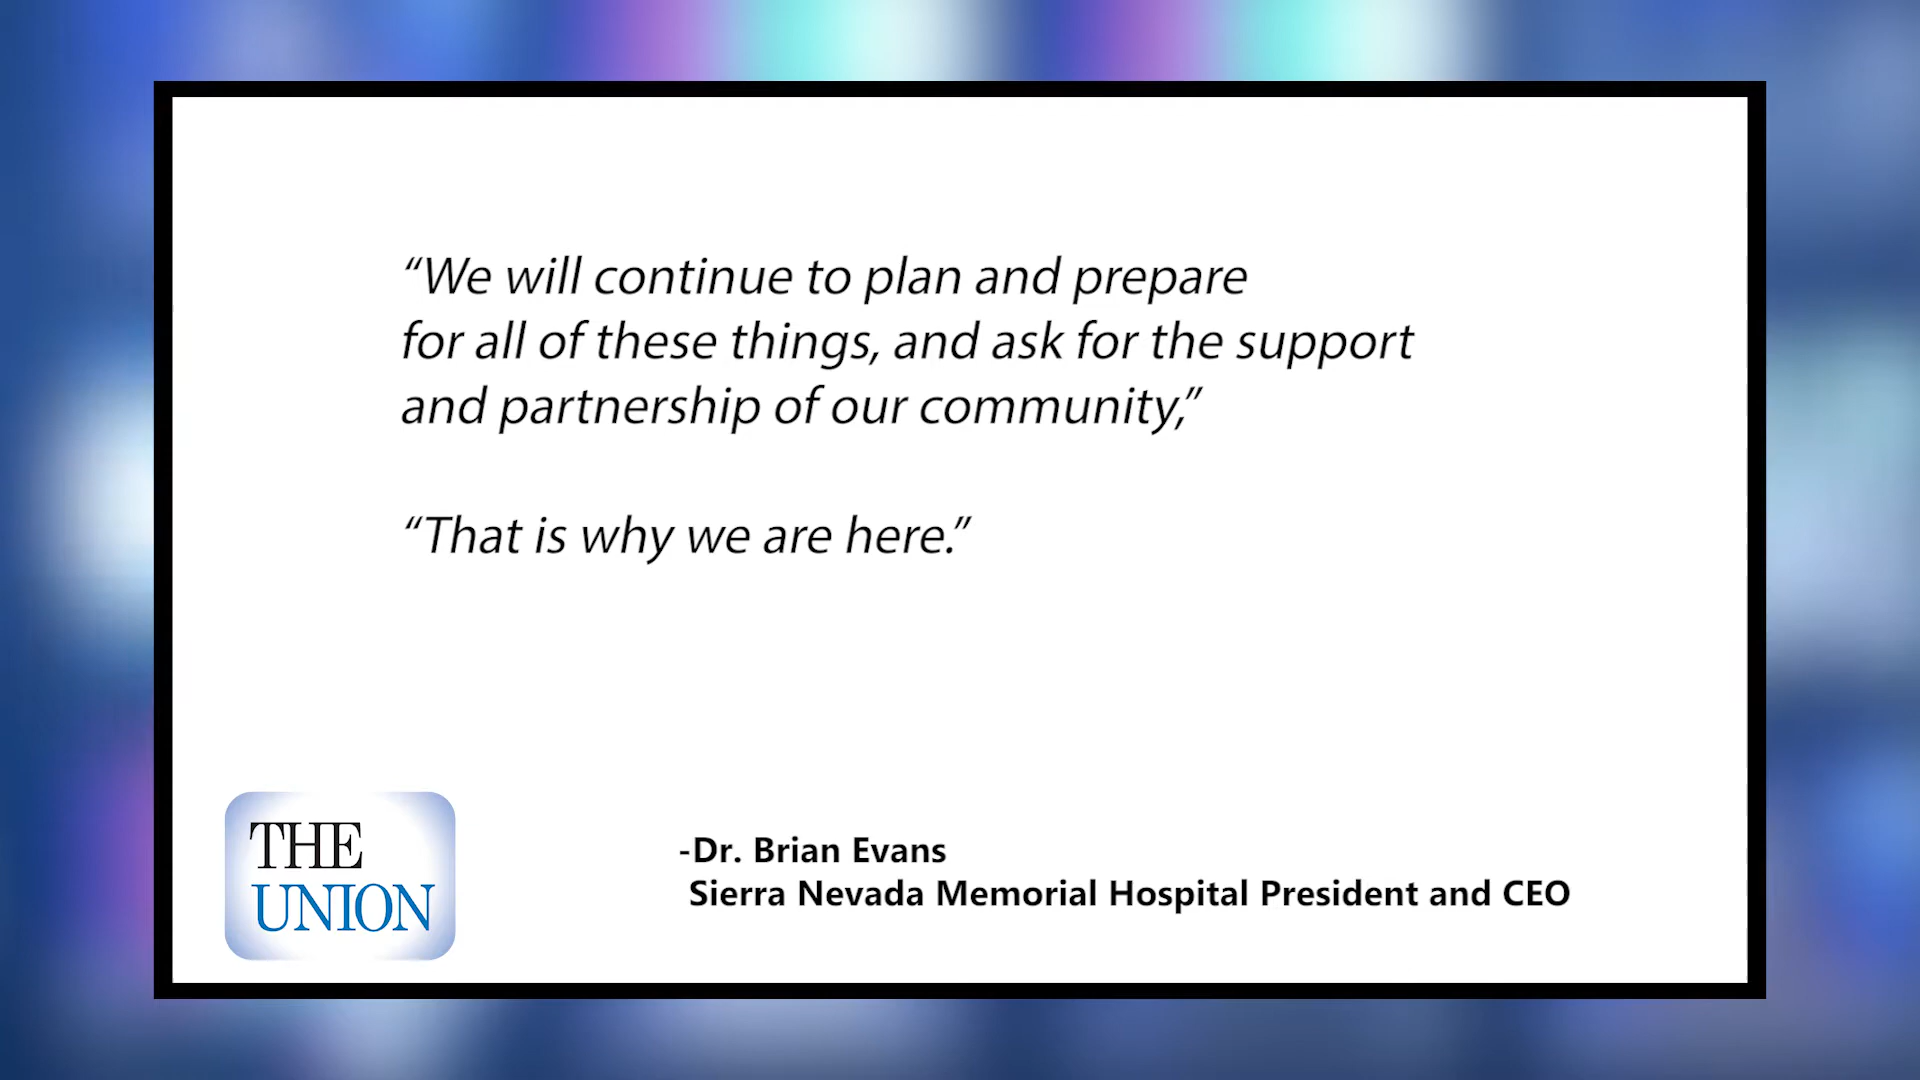 “We will continue to plan and prepare
for all of these things, and ask for the support
and partnership of our community,”
“That is why we are here.”
THE
UNION
-Dr. Brian Evans
Sierra Nevada Memorial Hospital President and CEO